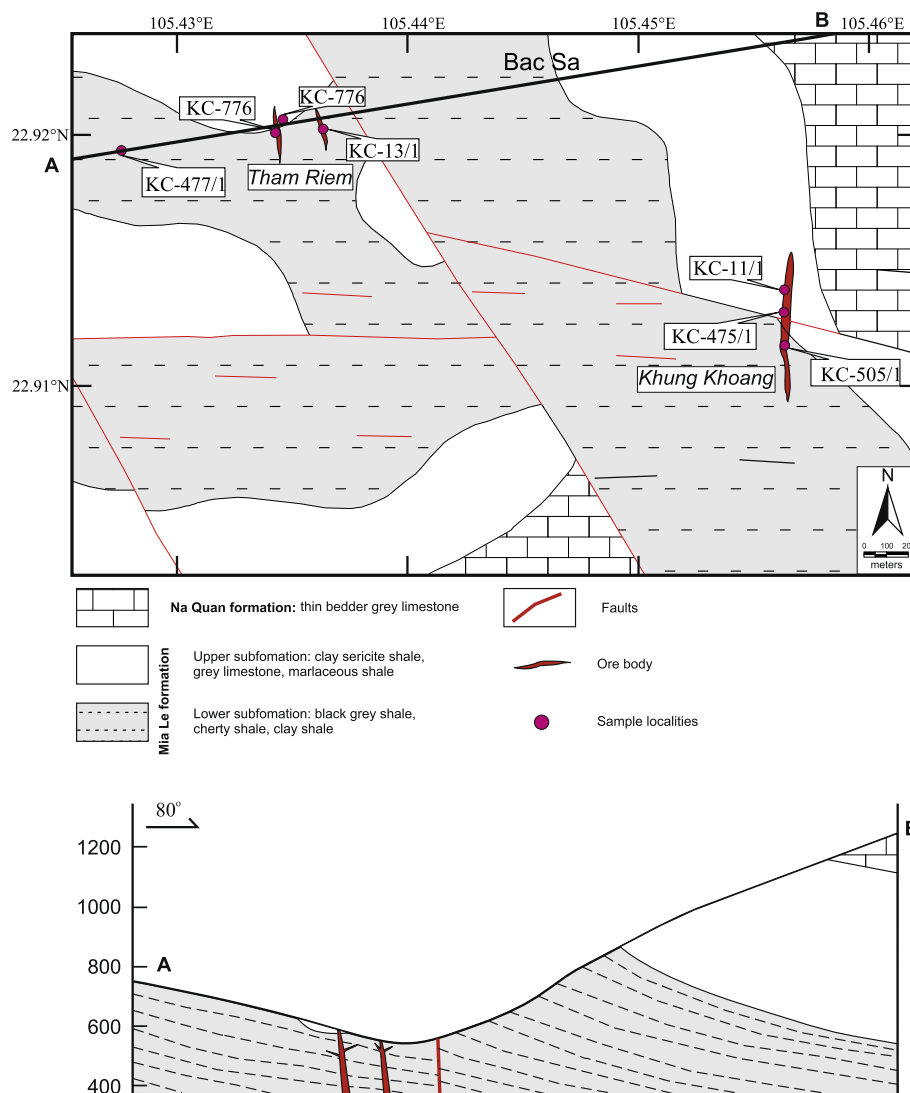 105.43°E
105.44°E
105.45°E
B
105.46°E
Bac Sa
KC-776
KC-776
22.92°N
A
KC-13/1
Tham Riem
KC-477/1
KC-11/1
KC-475/1
Khung Khoang
KC-505/1
22.91°N
N
0 100
meters
Na Quan formation: thin bedder grey limestone
Faults
Mia Le formation
Upper subfomation: clay sericite shale,
grey limestone, marlaceous shale
Ore body
Lower subfomation: black grey shale,
cherty shale, clay shale
Sample localities
80°
1200
1000
800
A
600
400